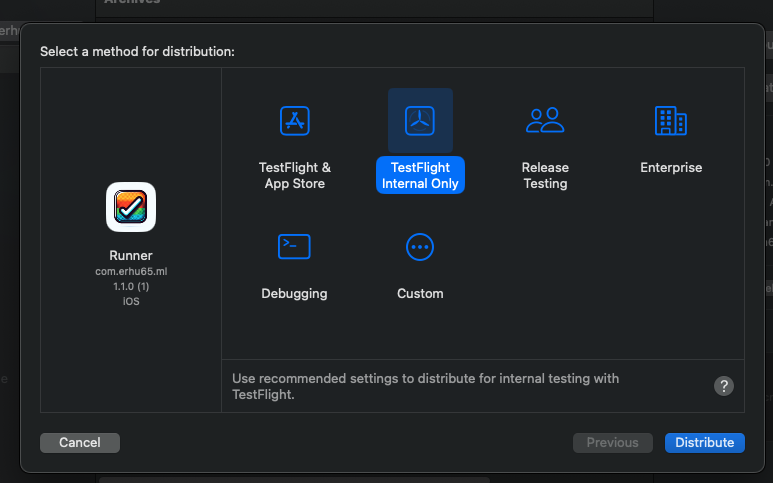 Archives
Select a method for distribution:
TestFlight &
App Store
TestFlight
Internal Only
Release
Testing
Enterprise
Runner
com.erhu65.ml
1.1.0 (1)
iOS
Debugging
Custom
Use recommended settings to distribute for internal testing with
TestFlight.
?
Cancel
Previous
Distribute